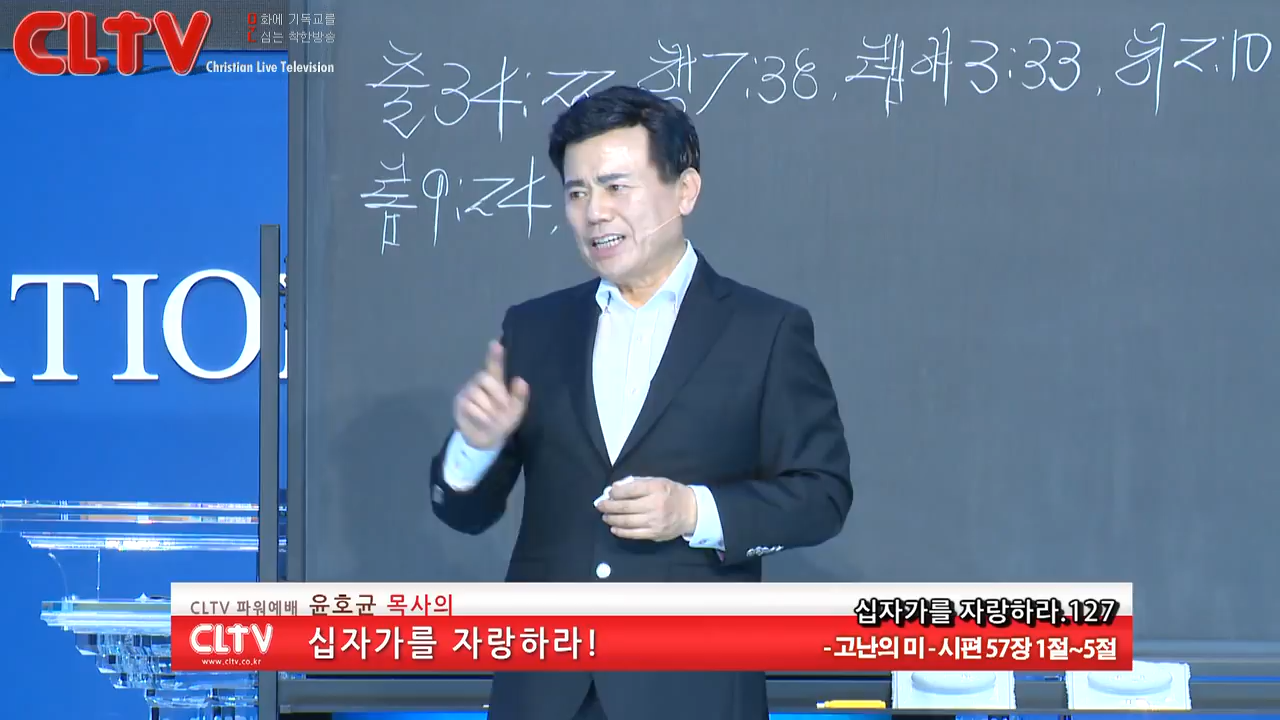 CLTV
화에 기독교를
심는 착한방송
Christian Live Television
출34: 행7:38, 렘애3:33, 히2:10
9:24,
ATIO
CLTV 파워예배 윤호균 목사의
십자가를 자랑하라.127
CLTV
www.cltv.co.kr
십자가를 자랑하라!
- 고난의 미 - 시편 57장 1절~5절